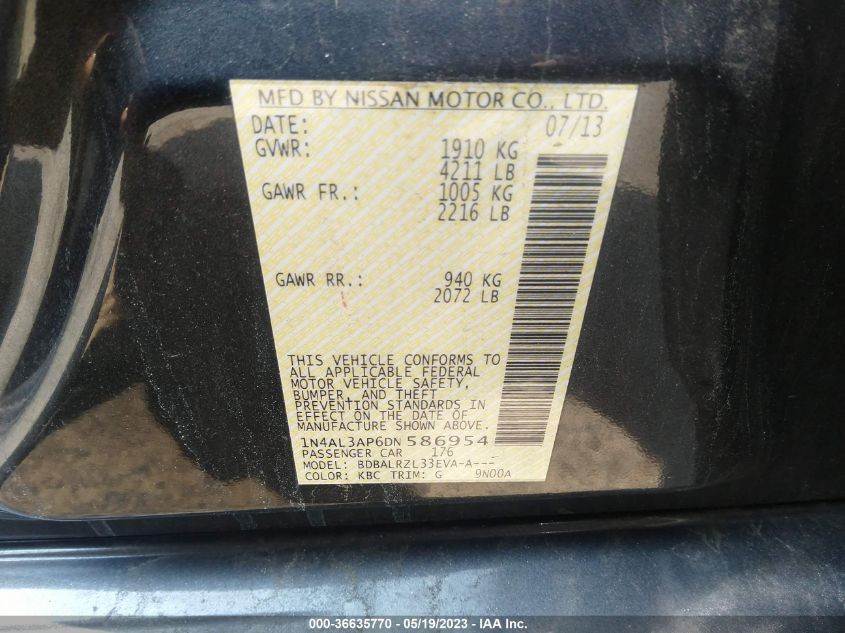 MFD BY NISSAN MOTOR CO., LTD.
DATE: 07/13
GVWR: 1910 KG
4211 LB
GAWR FR.: 1005 KG
2216 LB
GAWR RR.: 940 KG
2072 LB
THIS VEHICLE CONFORMS TO
ALL APPLICABLE FEDERAL
MOTOR VEHICLE SAFETY,
BUMPER, AND THEFT
PREVENTION STANDARDS IN
EFFECT ON THE DATE OF
MANUFACTURE SHOWN ABOVE.
1N4AL3AP6DN 586954
PASSENGER CAR 176
MODEL: BDBALRZL33EVA-A---
COLOR: KBC TRIM: G 9N00A
000-36635770 - 05/19/2023 - IAA Inc.